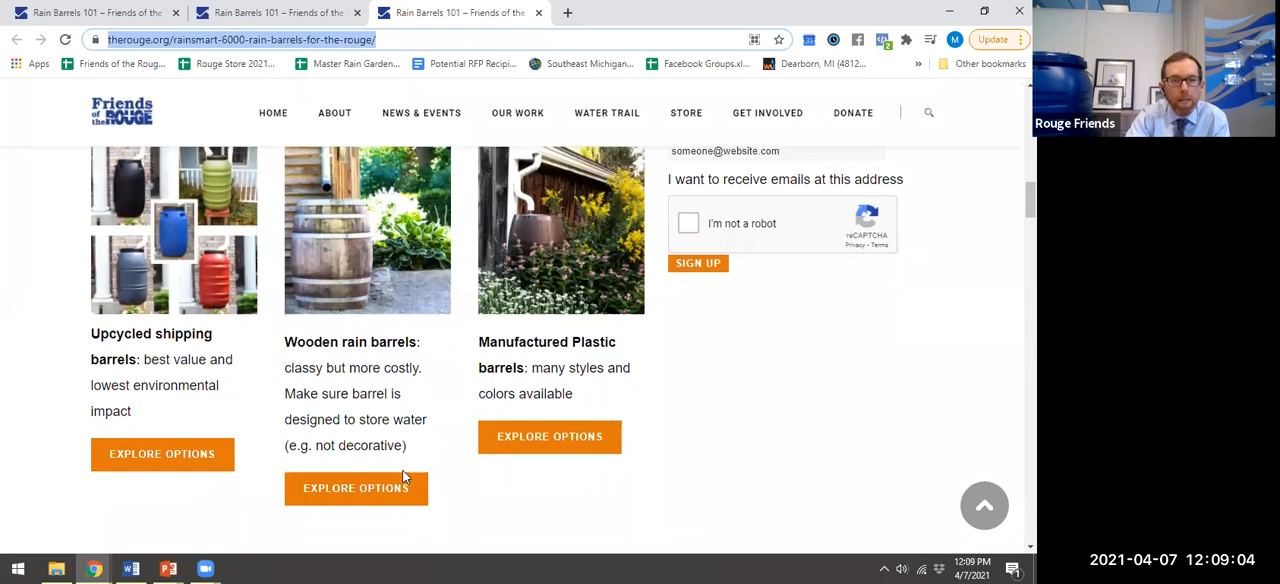 Rain Barrels 101 – Friends of the
Rain Barrels 101 – Friends of the
Rain Barrels 101 – Friends of the
therouge.org/rainsmart-6000-rain-barrels-for-the-rouge/
M
Update
Apps
Friends of the Roug...
Rouge Store 2021...
Master Rain Garden...
Potential RFP Recipi...
Southeast Michigan...
Facebook Groups.xl...
Dearborn, MI (4812...
»
Other bookmarks
Friends
of the ROUGE
HOME
ABOUT
NEWS & EVENTS
OUR WORK
WATER TRAIL
STORE
GET INVOLVED
DONATE
Rouge Friends
someone@website.com
I want to receive emails at this address
I'm not a robot
reCAPTCHA
Privacy - Terms
SIGN UP
Upcycled shipping
barrels: best value and
lowest environmental
impact
EXPLORE OPTIONS
Wooden rain barrels:
classy but more costly.
Make sure barrel is
designed to store water
(e.g. not decorative)
EXPLORE OPTIONS
Manufactured Plastic
barrels: many styles and
colors available
EXPLORE OPTIONS
12:09 PM
4/7/2021
2021-04-07 12:09:04